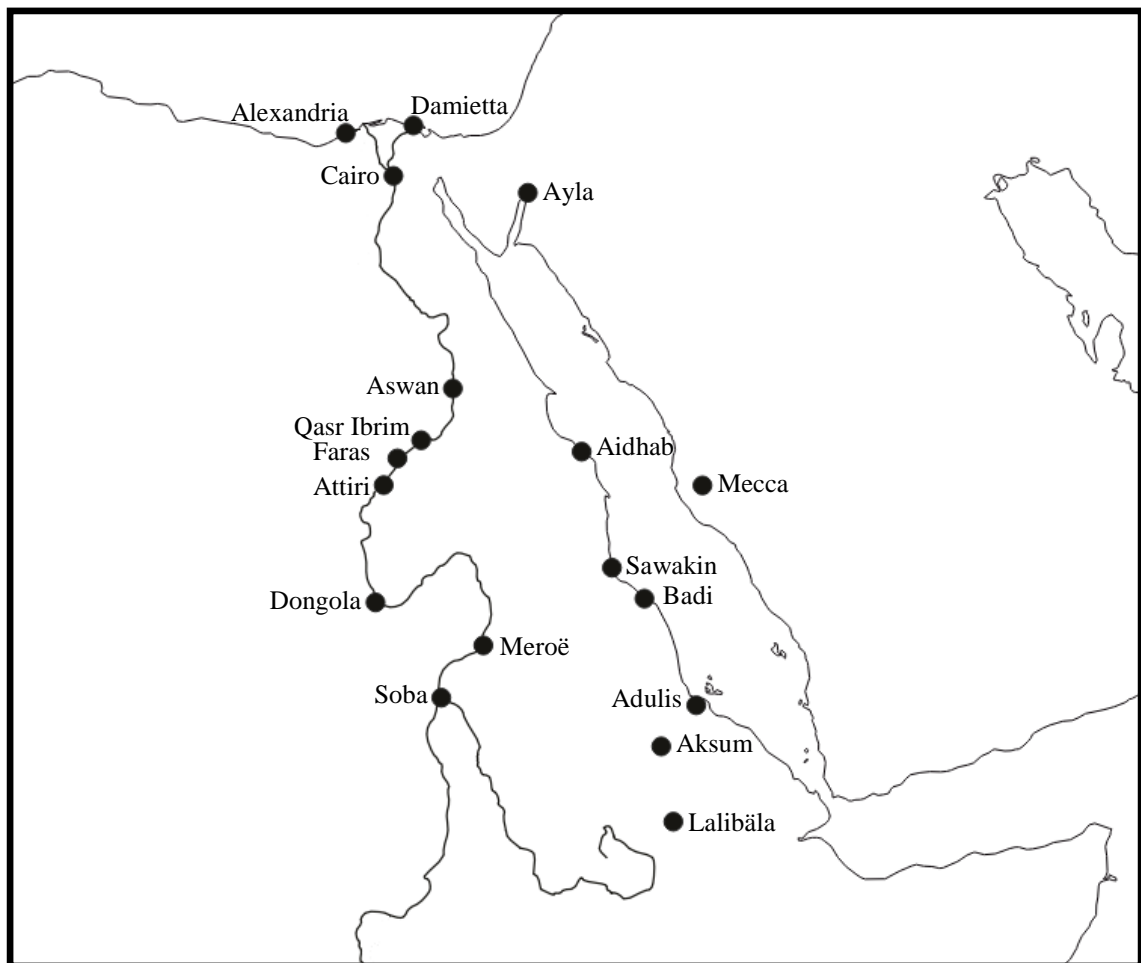 Damietta
Alexandria
Cairo
Ayla
Aswan
Qasr Ibrim
Faras
Aidhab
Attiri
Mecca
Sawakin
Badi
Dongola
Meroë
Soba
Adulis
Aksum
Lalibäla